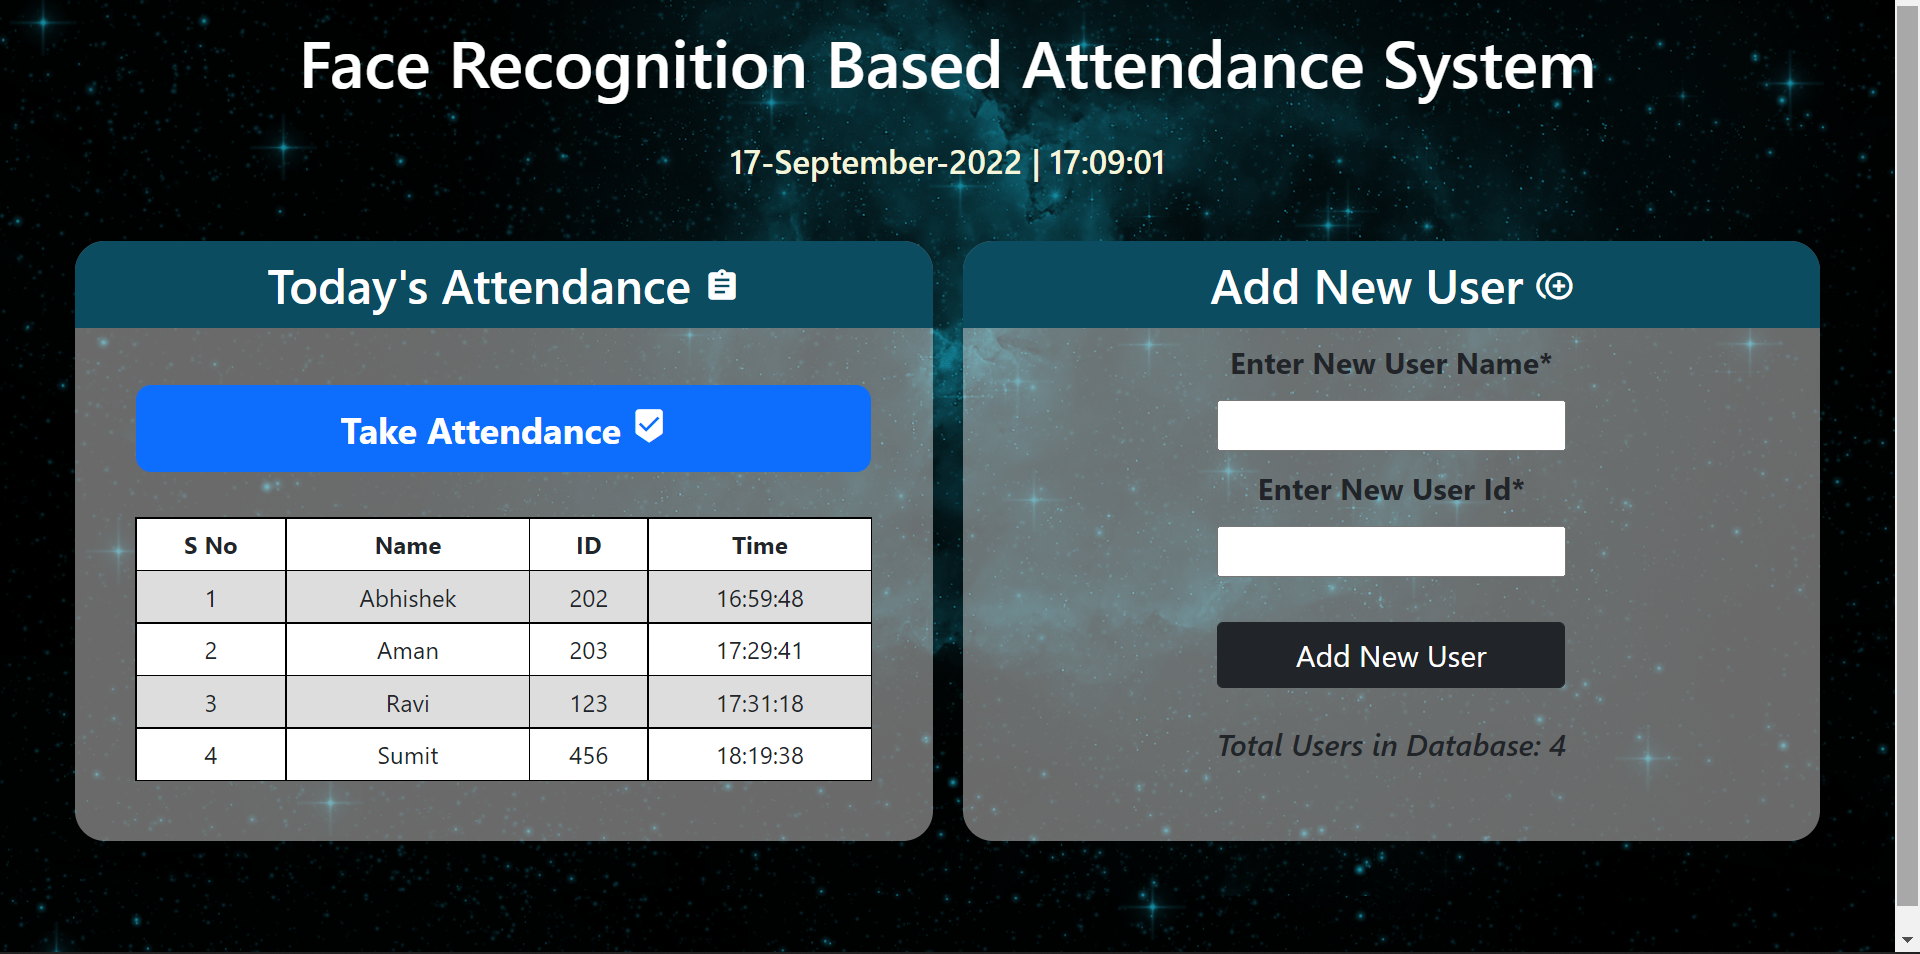 Face Recognition Based Attendance System
17-September-2022 | 17:09:01
Today's Attendance
Take Attendance
S No Name ID Time
1 Abhishek 202 16:59:48
2 Aman 203 17:29:41
3 Ravi 123 17:31:18
4 Sumit 456 18:19:38
Add New User
Enter New User Name*
Enter New User Id*
Add New User
Total Users in Database: 4